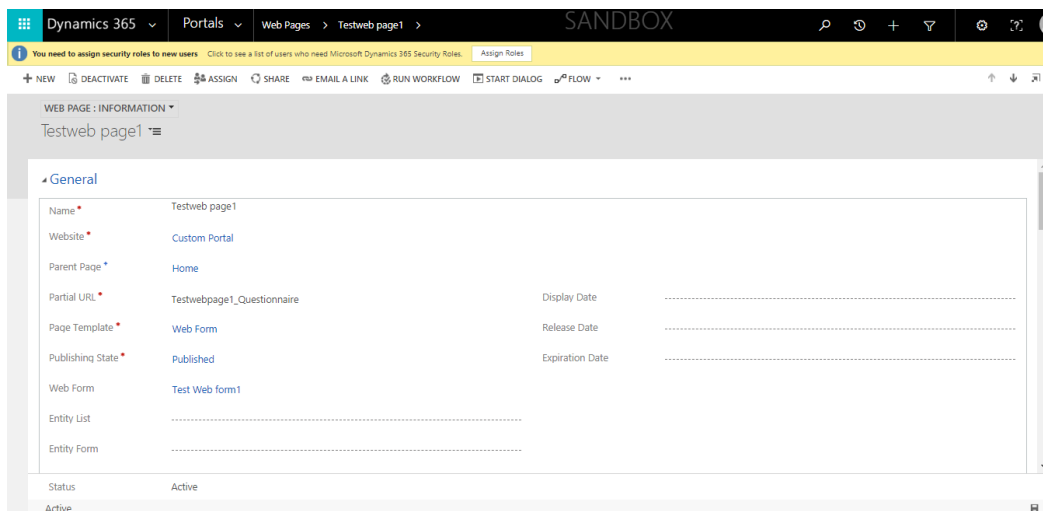 Dynamics 365 Portals Web Pages > Testweb page1 > SANDBOX
You need to assign security roles to new users Click to see a list of users who need Microsoft Dynamics 365 Security Roles. Assign Roles
+ NEW DEACTIVATE DELETE ASSIGN SHARE EMAIL A LINK RUN WORKFLOW START DIALOG FLOW ...
WEB PAGE : INFORMATION
Testweb page1
General
Name* Testweb page1
Website* Custom Portal
Parent Page* Home
Partial URL* Testwebpage1_Questionnaire Display Date
Page Template* Web Form Release Date
Publishing State* Published Expiration Date
Web Form Test Web form1
Entity List
Entity Form
Status Active
Active